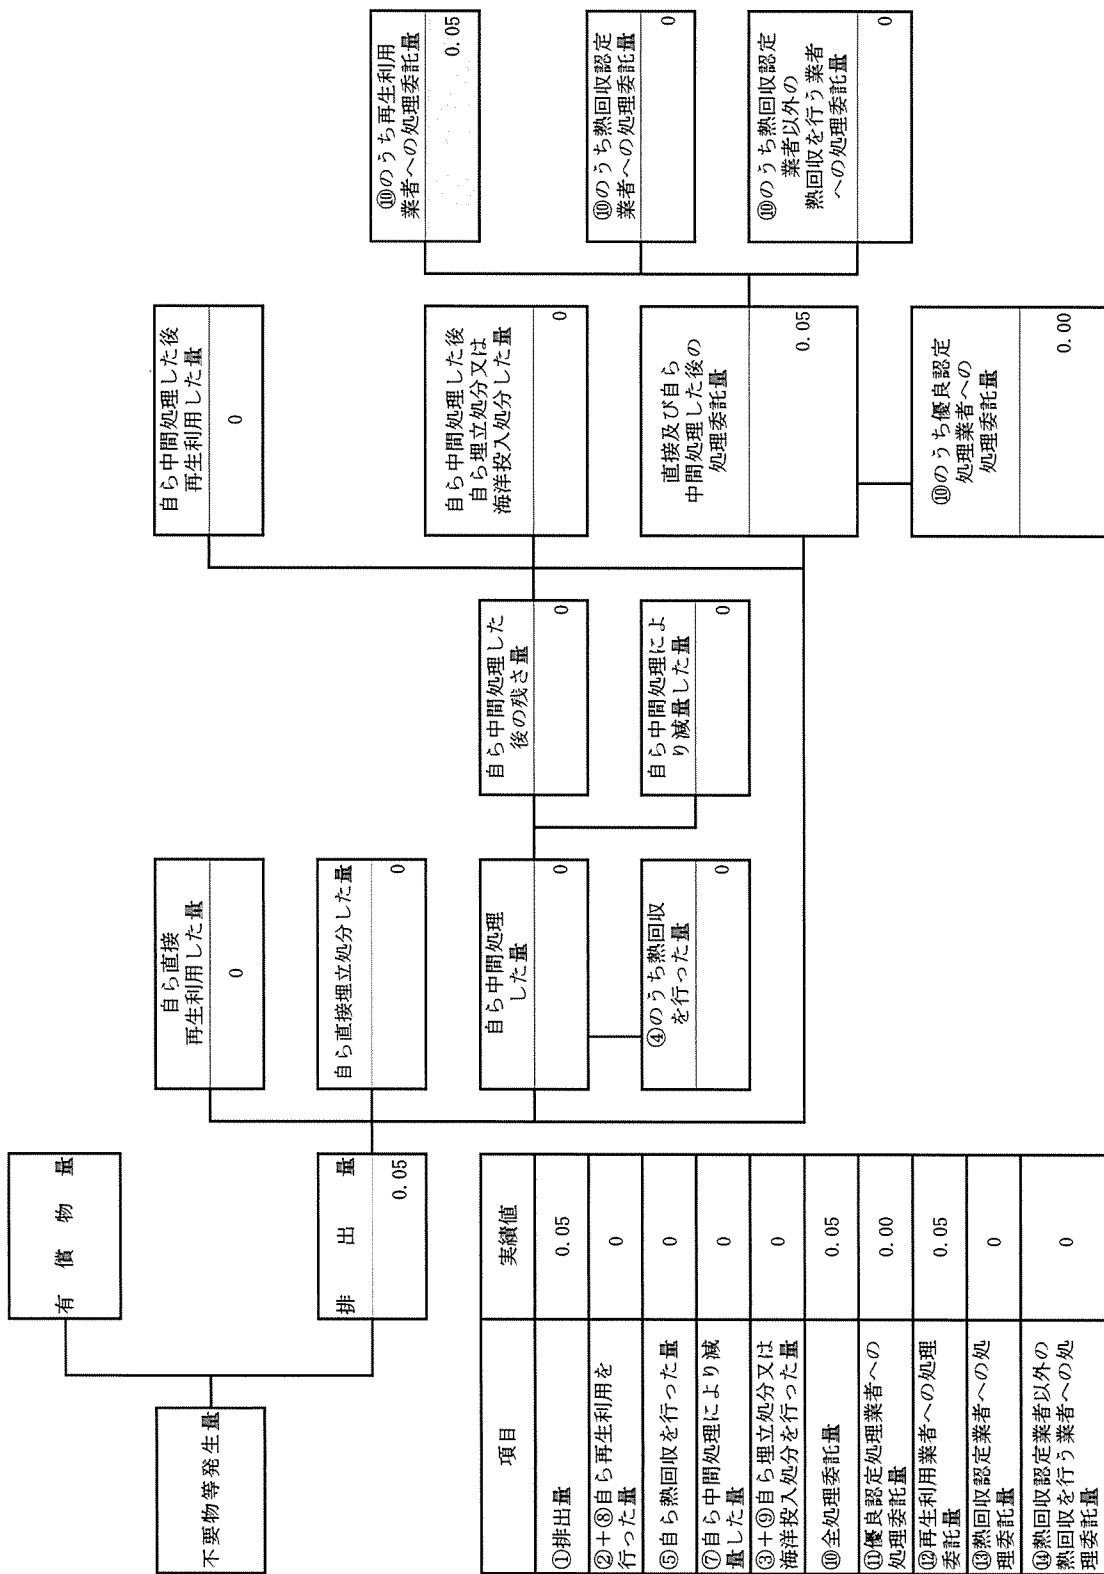 不要物等発生量
有償物量
排出量
0.05
自ら直接
再生利用した量
0
自ら直接埋立処分した量
0
自ら中間処理
した量
0
④のうち熱回収
を行った量
0
自ら中間処理した
後の残さ量
0
自ら中間処理によ
り減量した量
0
自ら中間処理した後
再生利用した量
0
自ら中間処理した後
自ら埋立処分又は
海洋投入処分した量
0
直接及び自ら
中間処理した後の
処理委託量
0.05
⑩のうち優良認定
処理業者への
処理委託量
0.00
⑩のうち再生利用
業者への処理委託量
0.05
⑩のうち熱回収認定
業者への処理委託量
0
⑩のうち熱回収認定
業者以外の
熱回収を行う業者
への処理委託量
0
項目 実績値
①排出量 0.05
②+⑧自ら再生利用を
行った量 0
⑤自ら熱回収を行った量 0
⑦自ら中間処理により減
量した量 0
③+⑨自ら埋立処分又は
海洋投入処分を行った量 0
⑩全処理委託量 0.05
⑪優良認定処理業者への
処理委託量 0.00
⑫再生利用業者への処理
委託量 0.05
⑬熱回収認定業者への処
理委託量 0
⑭熱回収認定業者以外の
熱回収を行う業者への処
理委託量 0